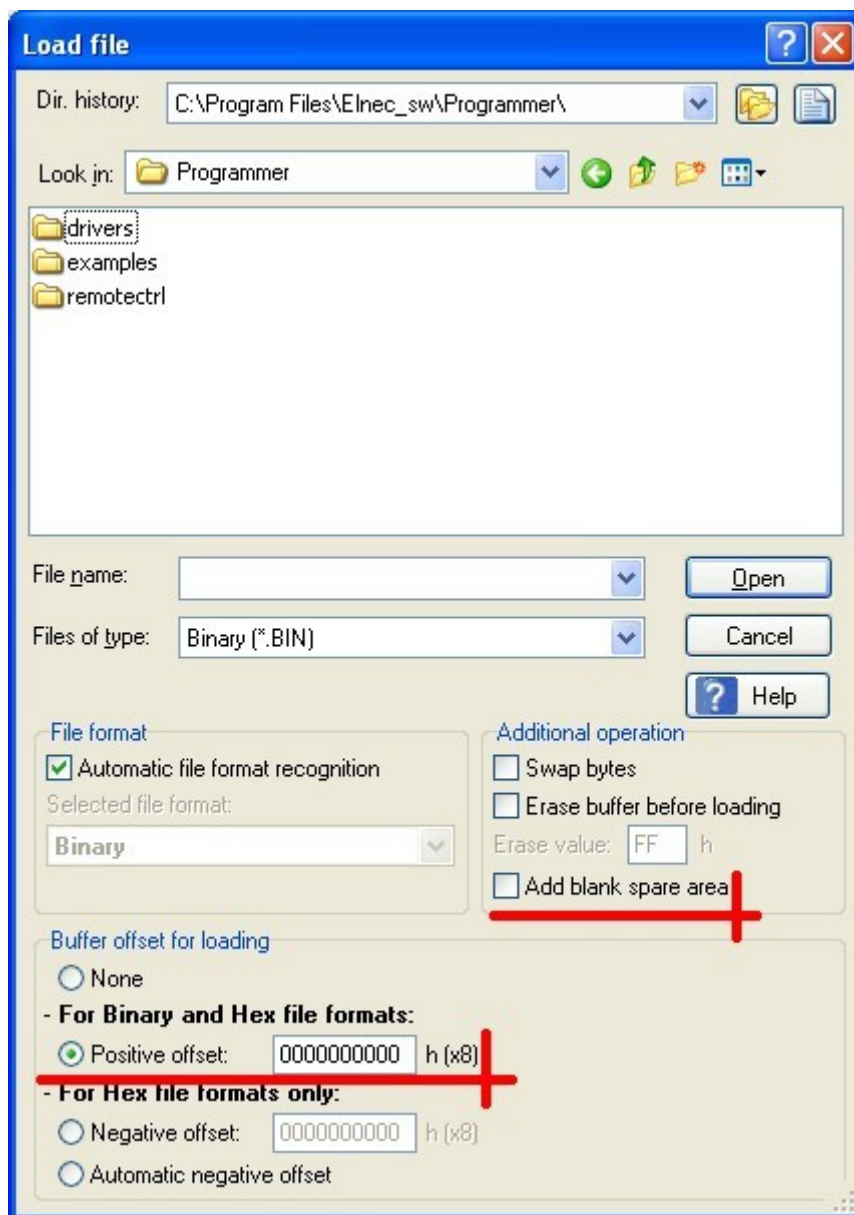 Load file
Dir. history: C:\Program Files\Elnec_sw\Programmer\
Look in: Programmer
drivers
examples
remotectrl
File name: Open
Files of type: Binary (*.BIN) Cancel
? Help
File format Additional operation
Automatic file format recognition Swap bytes
Selected file format: Erase buffer before loading
Binary Erase value: FF h
Add blank spare area
Buffer offset for loading
None
- For Binary and Hex file formats:
Positive offset: 0000000000 h (x8)
- For Hex file formats only:
Negative offset: 0000000000 h (x8)
Automatic negative offset